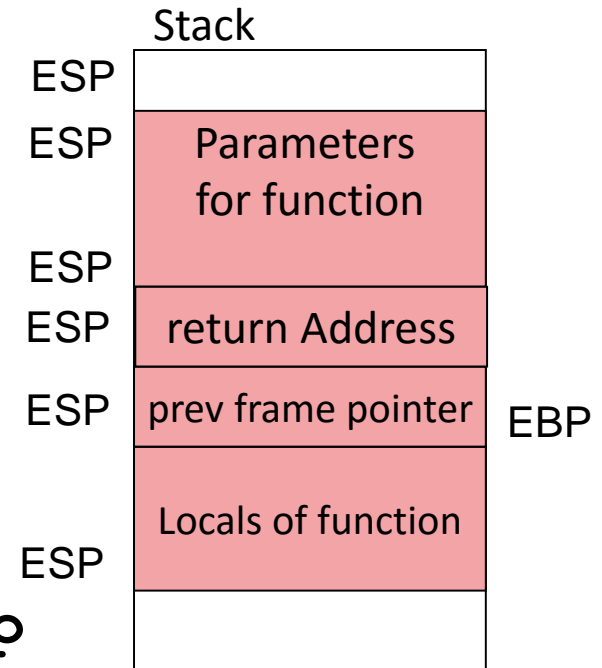 Stack
ESP
ESP
Parameters
for function
ESP
ESP
return Address
ESP
prev frame pointer
EBP
Locals of function
ESP